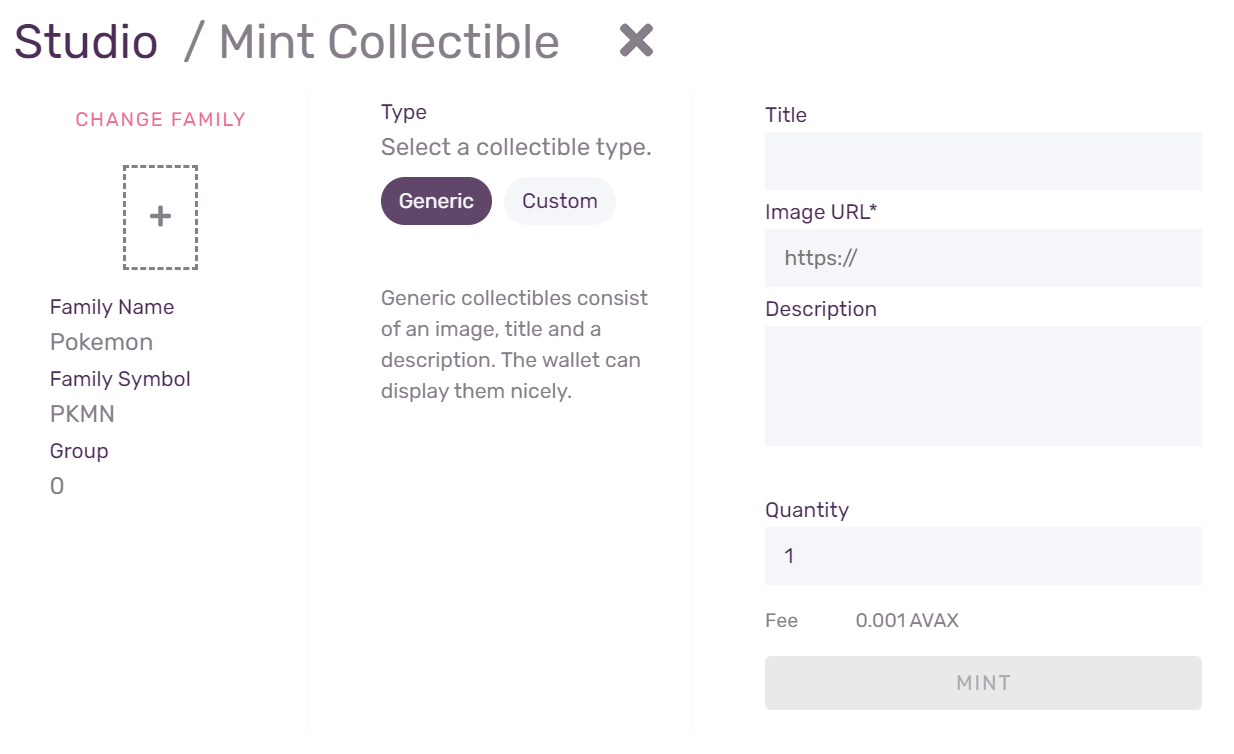 Studio / Mint Collectible
CHANGE FAMILY
+
Family Name
Pokemon
Family Symbol
PKMN
Group
0
Type
Select a collectible type.
Generic Custom
Generic collectibles consist
of an image, title and a
description. The wallet can
display them nicely.
Title
Image URL*
https://
Description
Quantity
1
Fee 0.001 AVAX
MINT